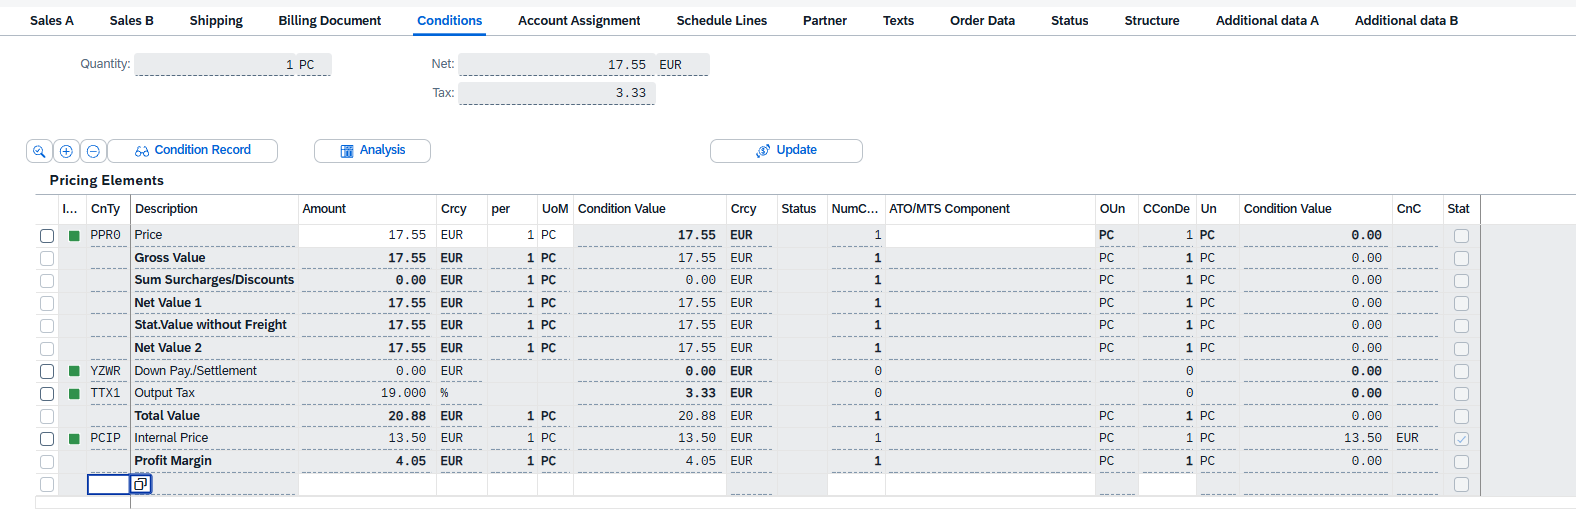 Sales A Sales B Shipping Billing Document Conditions Account Assignment Schedule Lines Partner Texts Order Data Status Structure Additional data A Additional data B
Quantity: 1 PC Net: 17.55 EUR
Tax: 3.33
Condition Record Analysis Update
Pricing Elements
I... CnTy Description Amount Crcy per UoM Condition Value Crcy Status NumC... ATO/MTS Component OUn CConDe Un Condition Value CnC Stat
PPR0 Price 17.55 EUR 1 PC 17.55 EUR 1 PC 1 PC 0.00
Gross Value 17.55 EUR 1 PC 17.55 EUR 1 PC 1 PC 0.00
Sum Surcharges/Discounts 0.00 EUR 1 PC 0.00 EUR 1 PC 1 PC 0.00
Net Value 1 17.55 EUR 1 PC 17.55 EUR 1 PC 1 PC 0.00
Stat.Value without Freight 17.55 EUR 1 PC 17.55 EUR 1 PC 1 PC 0.00
Net Value 2 17.55 EUR 1 PC 17.55 EUR 1 PC 1 PC 0.00
YZWR Down Pay./Settlement 0.00 EUR 0.00 EUR 0 0 0.00
TTX1 Output Tax 19.000 % 3.33 EUR 0 0 0.00
Total Value 20.88 EUR 1 PC 20.88 EUR 1 PC 1 PC 0.00
PCIP Internal Price 13.50 EUR 1 PC 13.50 EUR 1 PC 1 PC 13.50 EUR
Profit Margin 4.05 EUR 1 PC 4.05 EUR 1 PC 1 PC 0.00